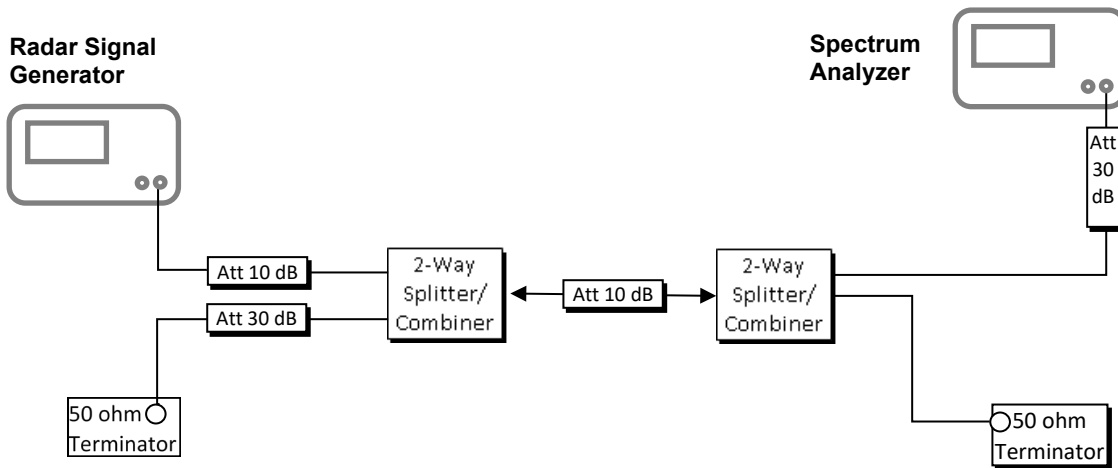 Radar Signal
Generator
Spectrum
Analyzer
Att
30
dB
Att 10 dB
2-Way
Splitter/
Combiner
Att 10 dB
2-Way
Splitter/
Combiner
Att 30 dB
50 ohm
Terminator
50 ohm
Terminator